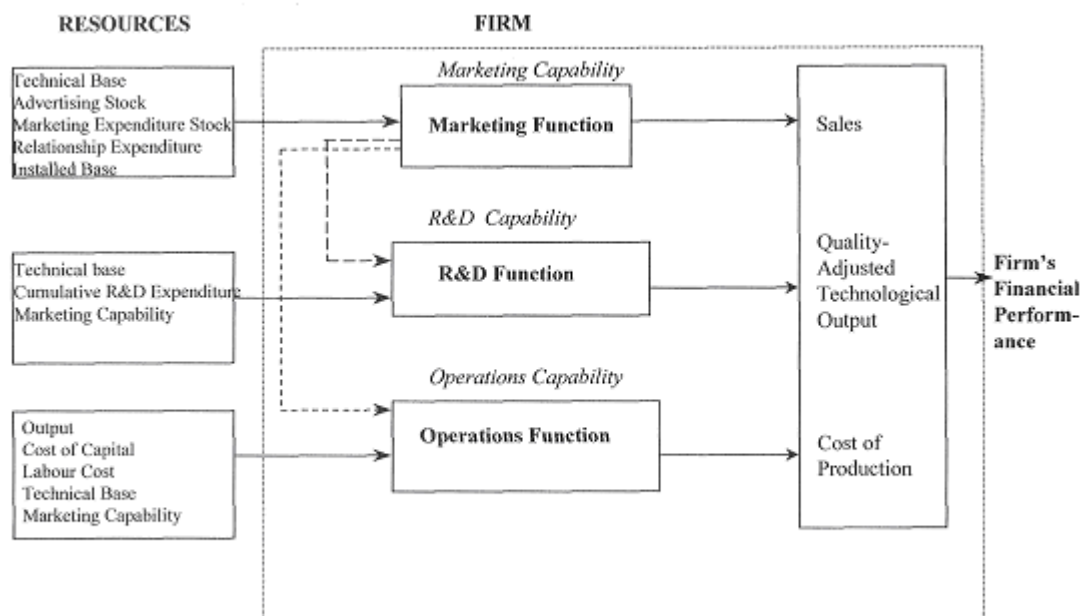 RESOURCES
FIRM
Technical Base
Advertising Stock
Marketing Expenditure Stock
Relationship Expenditure
Installed Base
Marketing Capability
Marketing Function
Sales
R&D Capability
Technical base
Cumulative R&D Expenditure
Marketing Capability
R&D Function
Quality-
Adjusted
Technological
Output
Firm's
Financial
Perform-
ance
Operations Capability
Output
Cost of Capital
Labour Cost
Technical Base
Marketing Capability
Operations Function
Cost of
Production